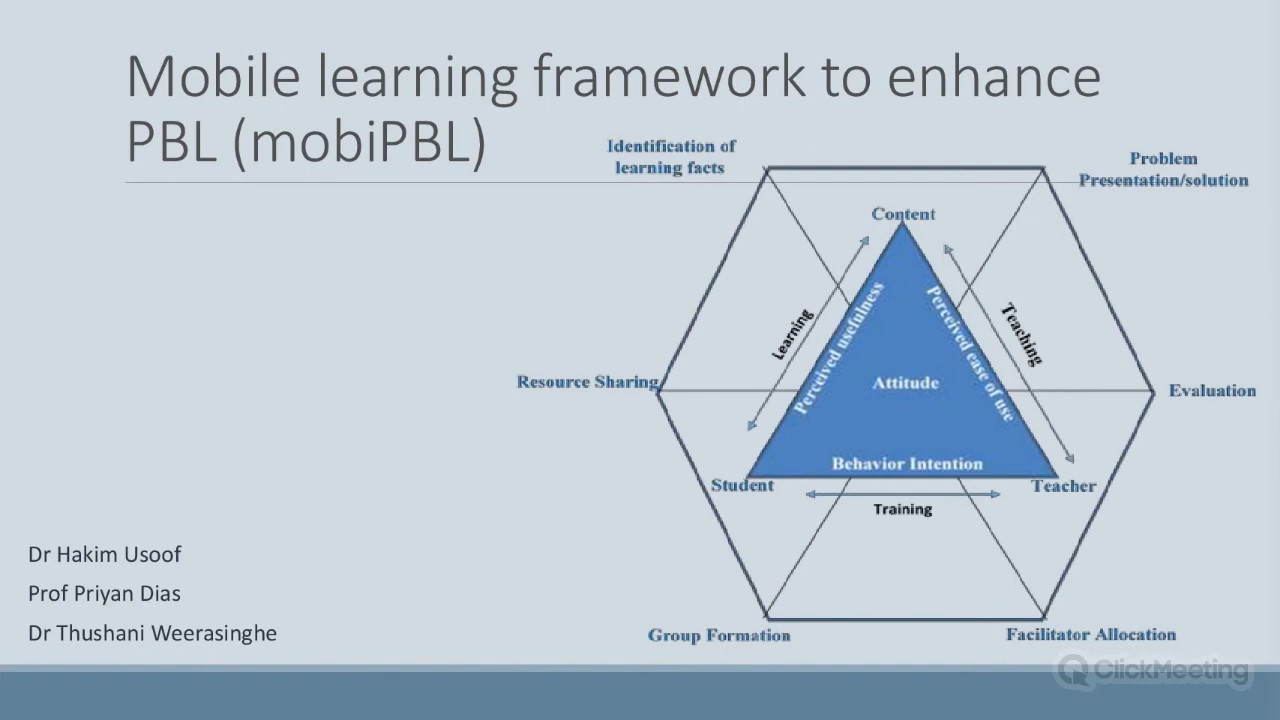 Mobile learning framework to enhance
PBL (mobiPBL)
Identification of
learning facts
Problem
Presentation/solution
Content
Learning
Perceived usefulness
Perceived ease of use
Teaching
Resource Sharing
Attitude
Evaluation
Behavior Intention
Student
Teacher
Training
Dr Hakim Usoof
Prof Priyan Dias
Dr Thushani Weerasinghe
Group Formation
Facilitator Allocation
ClickMeeting